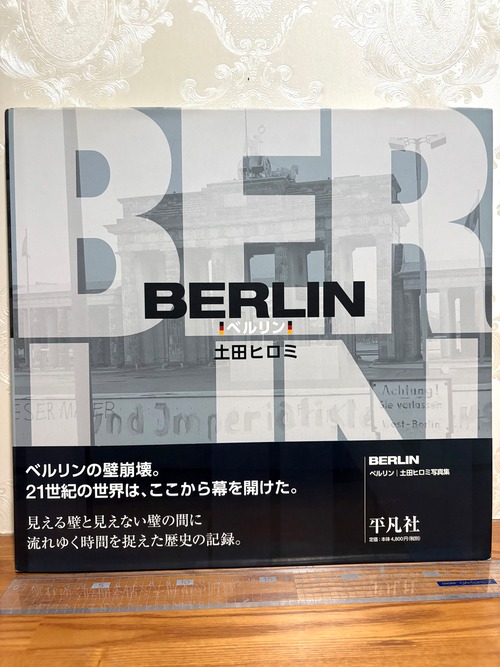 BER
LIN
BERLIN
ベルリン
土田ヒロミ
Achtung!
Sie verlassen
West-Berlin
und Imperialist
ベルリンの壁崩壊。
21世紀の世界は、ここから幕を開けた。
見える壁と見えない壁の間に
流れゆく時間を捉えた歴史の記録。
BERLIN
ベルリン|土田ヒロミ写真集
平凡社
定価:本体4,800円(税別)